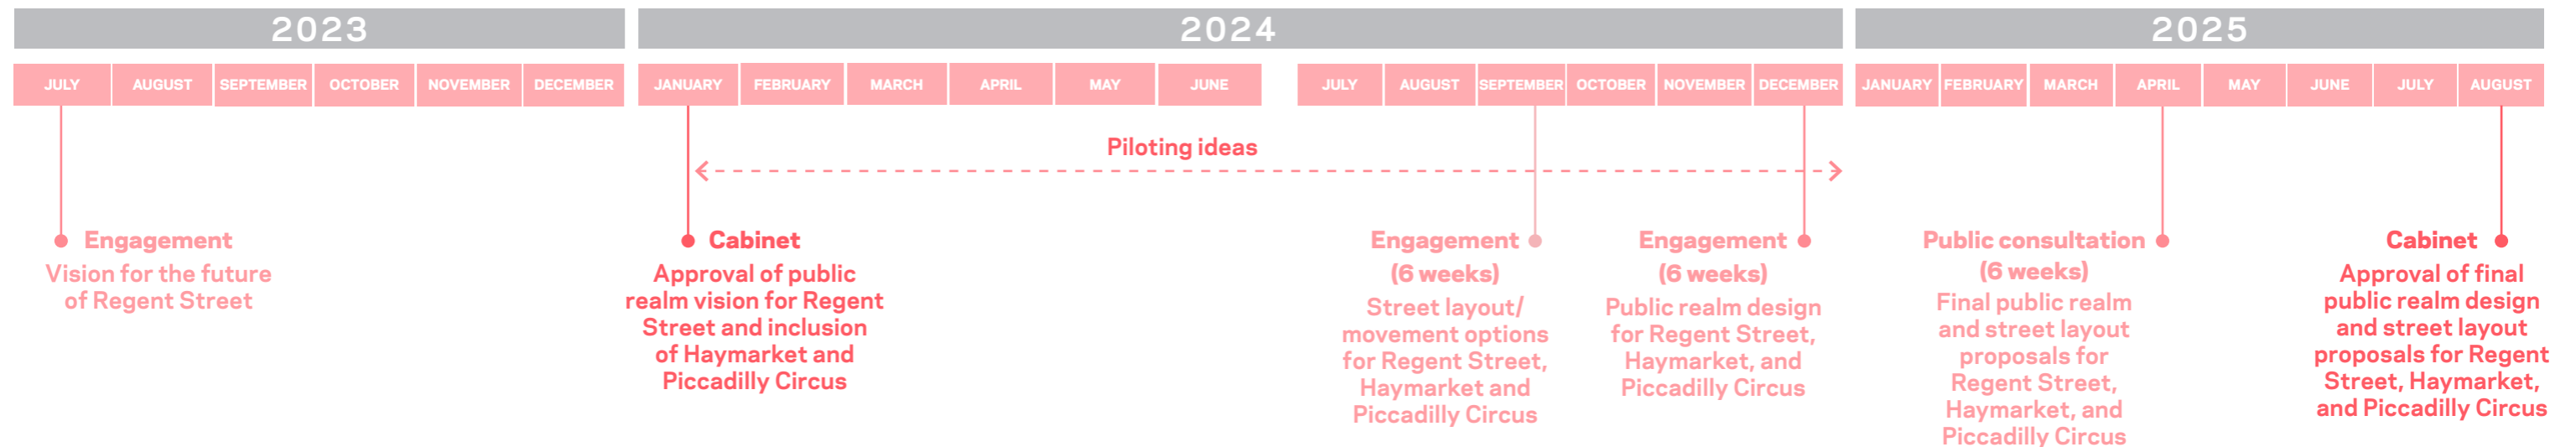 2023
2024
2025
JULY
AUGUST
SEPTEMBER
OCTOBER
NOVEMBER
DECEMBER
JANUARY
FEBRUARY
MARCH
APRIL
MAY
JUNE
JULY
AUGUST
SEPTEMBER
OCTOBER
NOVEMBER
DECEMBER
JANUARY
FEBRUARY
MARCH
APRIL
MAY
JUNE
JULY
AUGUST
Piloting ideas
Engagement
Vision for the future
of Regent Street
Cabinet
Approval of public
realm vision for Regent
Street and inclusion
of Haymarket and
Piccadilly Circus
Engagement
(6 weeks)
Street layout/
movement options
for Regent Street,
Haymarket and
Piccadilly Circus
Engagement
(6 weeks)
Public realm design
for Regent Street,
Haymarket, and
Piccadilly Circus
Public consultation
(6 weeks)
Final public realm
and street layout
proposals for
Regent Street,
Haymarket, and
Piccadilly Circus
Cabinet
Approval of final
public realm design
and street layout
proposals for Regent
Street, Haymarket,
and Piccadilly Circus